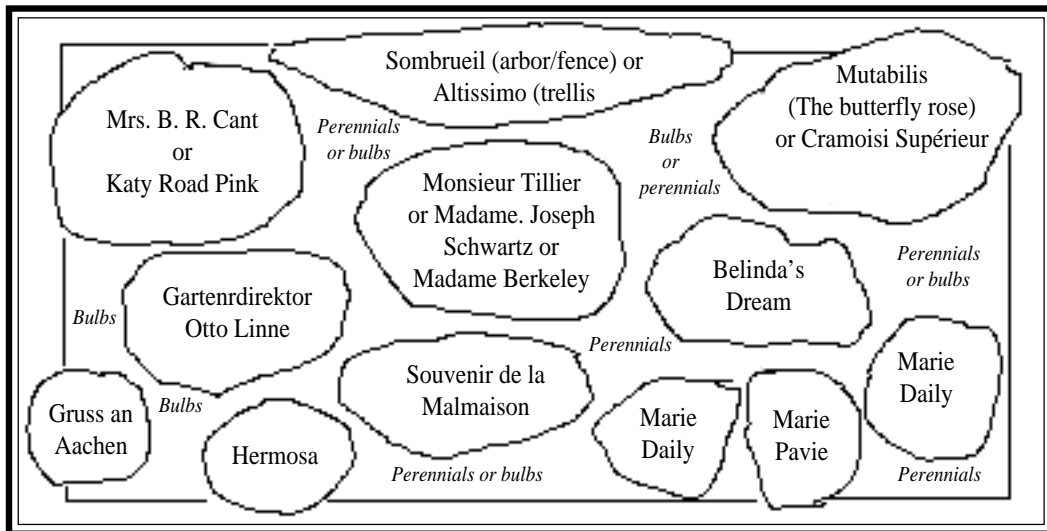 Sombrueil (arbor/fence) or
Altissimo (trellis
Mutabilis
(The butterfly rose)
or Cramoisi Supérieur
Mrs. B. R. Cant
or
Katy Road Pink
Perennials
or bulbs
Bulbs
or
perennials
Monsieur Tillier
or Madame. Joseph
Schwartz or
Madame Berkeley
Belinda’s
Dream
Perennials
or bulbs
Gartenrdirektor
Otto Linne
Bulbs
Perennials
Souvenir de la
Malmaison
Marie
Daily
Gruss an
Aachen
Bulbs
Hermosa
Perennials or bulbs
Marie
Daily
Marie
Pavie
Perennials